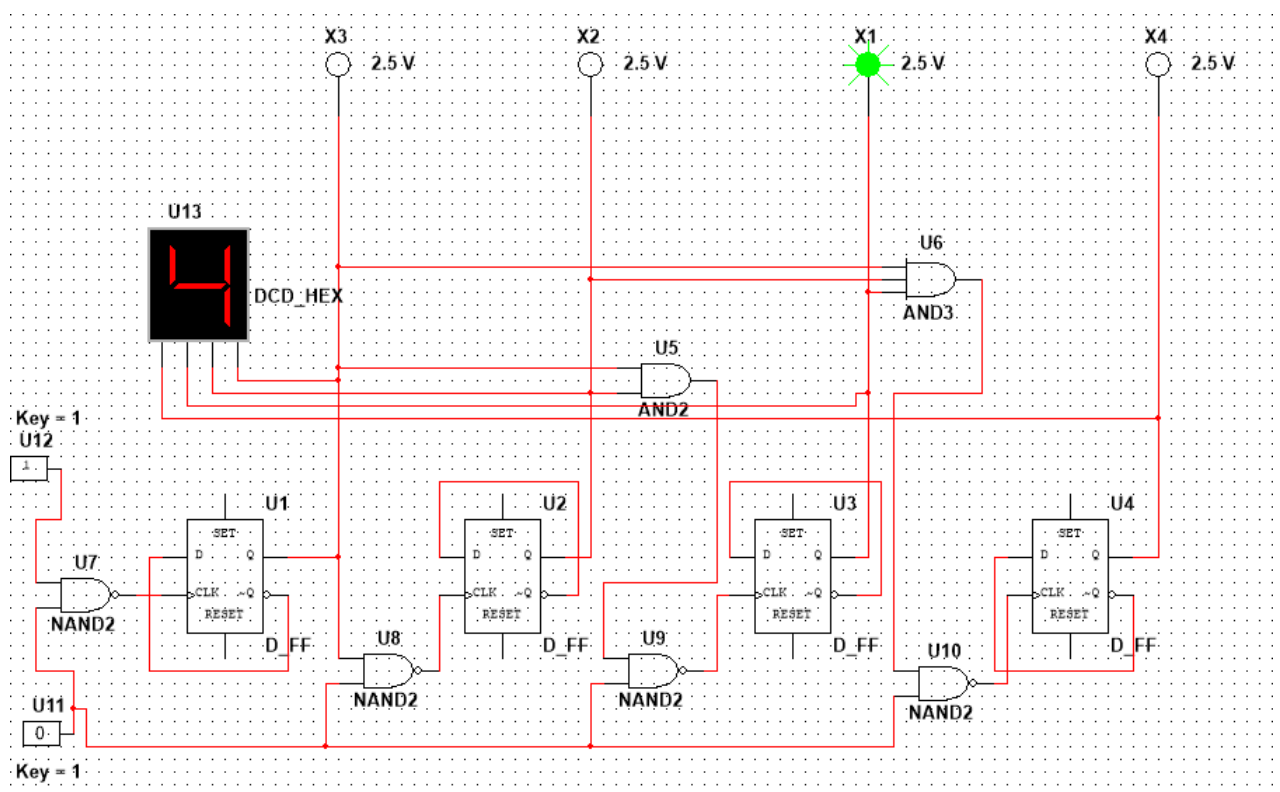 X3
2.5 V
X2
2.5 V
X1
2.5 V
X4
2.5 V
U13
4
DCD_HEX
U6
AND3
U5
AND2
Key = 1
U12
1
U1
SET
D Q
CLK ~Q
RESET
D_FF
U2
SET
D Q
CLK ~Q
RESET
D_FF
U3
SET
D Q
CLK ~Q
RESET
D_FF
U4
SET
D Q
CLK ~Q
RESET
D_FF
U7
NAND2
U8
NAND2
U9
NAND2
U10
NAND2
U11
0
Key = 1